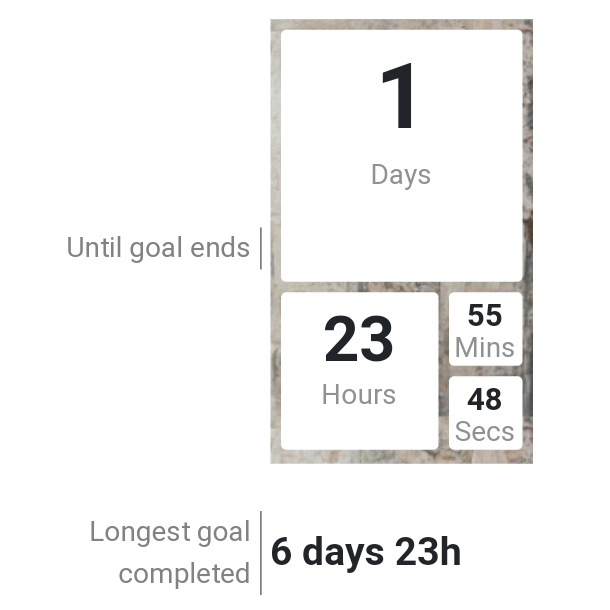 1
Days
Until goal ends
23
Hours
55
Mins
48
Secs
Longest goal
completed
6 days 23h